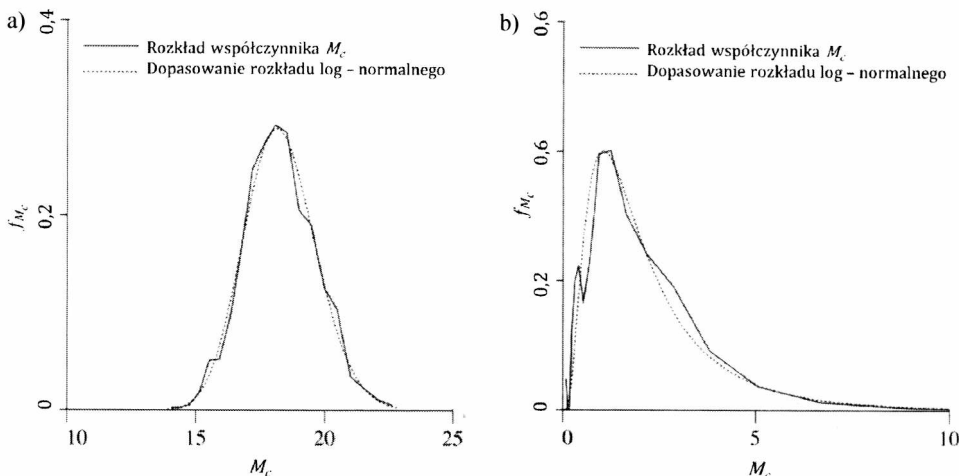 a)
0,4
Rozkład współczynnika M_c
Dopasowanie rozkładu log – normalnego
0,2
f_{M_c}
0
10
15
20
25
M_c
b)
0,6
Rozkład współczynnika M_c
Dopasowanie rozkładu log – normalnego
0,6
f_{M_c}
0,2
0
0
5
10
M_c